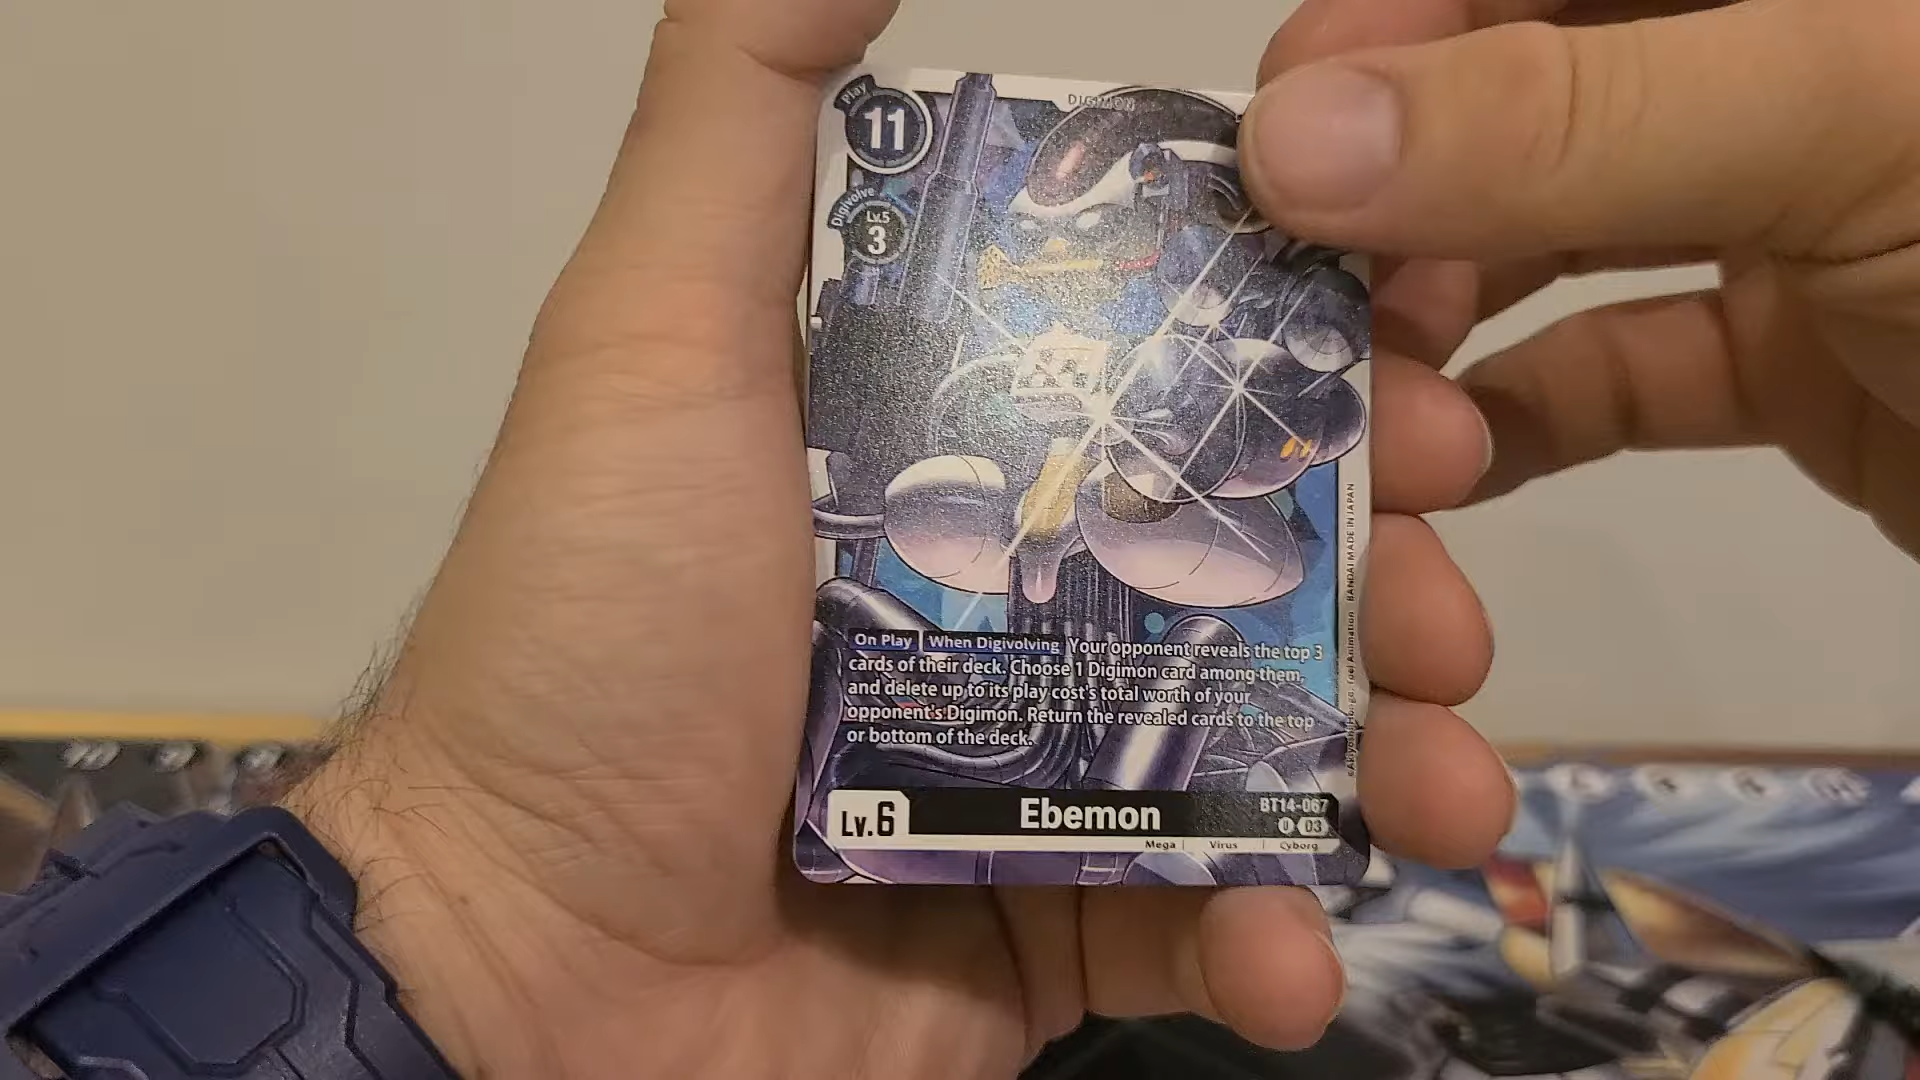 Play
11
DIGIMON
Digivolve
Lv.5
3
On Play When Digivolving Your opponent reveals the top 3
cards of their deck. Choose 1 Digimon card among them,
and delete up to its play cost's total worth of your
opponent's Digimon. Return the revealed cards to the top
or bottom of the deck.
BANDAI MADE IN JAPAN
Lv.6
Ebemon
BT14-067
U 03
Mega Virus Cyborg